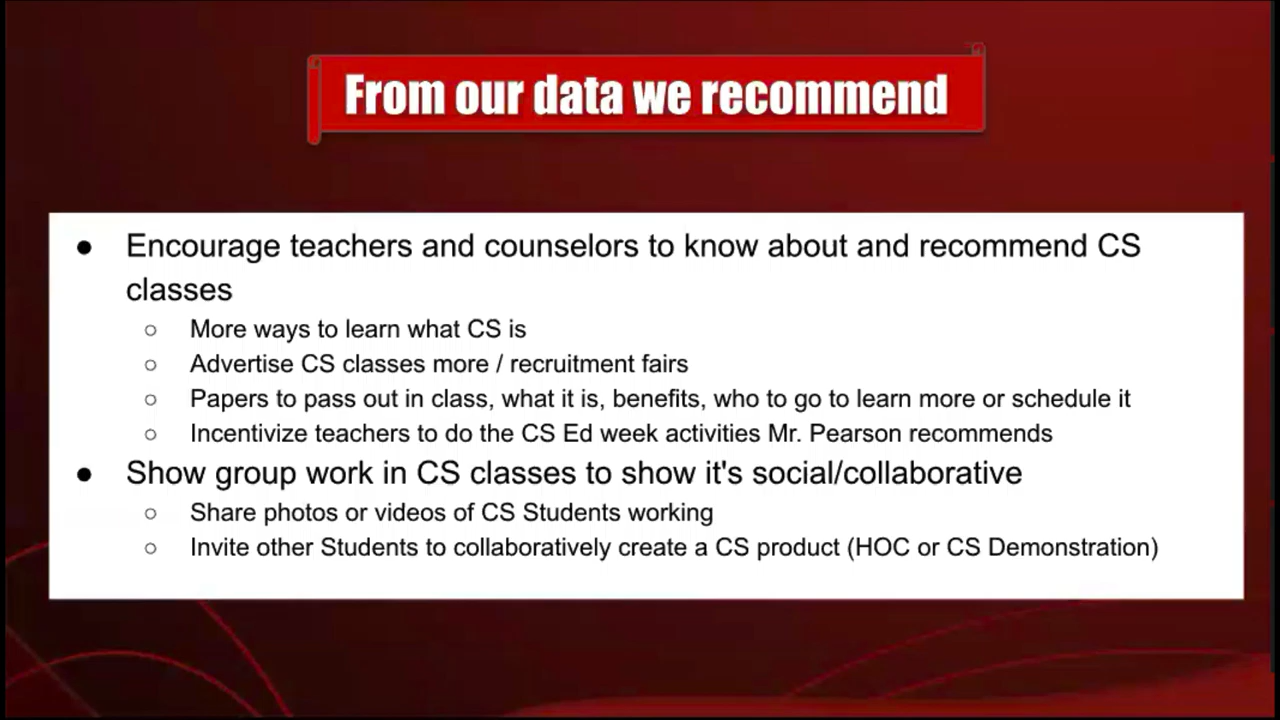 From our data we recommend
● Encourage teachers and counselors to know about and recommend CS
classes
○ More ways to learn what CS is
○ Advertise CS classes more / recruitment fairs
○ Papers to pass out in class, what it is, benefits, who to go to learn more or schedule it
○ Incentivize teachers to do the CS Ed week activities Mr. Pearson recommends
● Show group work in CS classes to show it's social/collaborative
○ Share photos or videos of CS Students working
○ Invite other Students to collaboratively create a CS product (HOC or CS Demonstration)